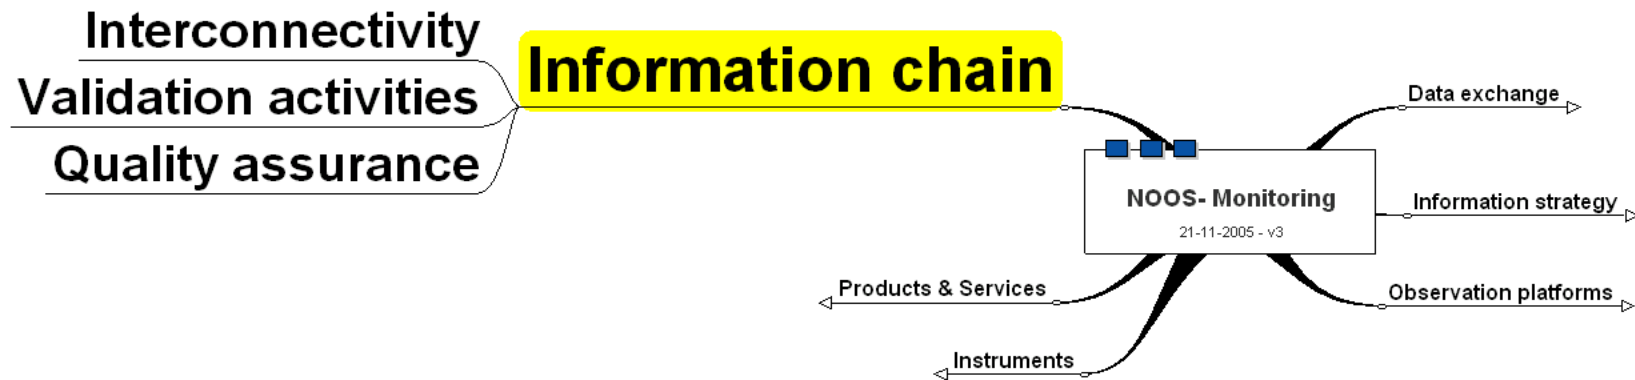 Interconnectivity
Validation activities
Quality assurance
Information chain
Data exchange
NOOS- Monitoring
21-11-2005 - v3
Information strategy
Products & Services
Observation platforms
Instruments